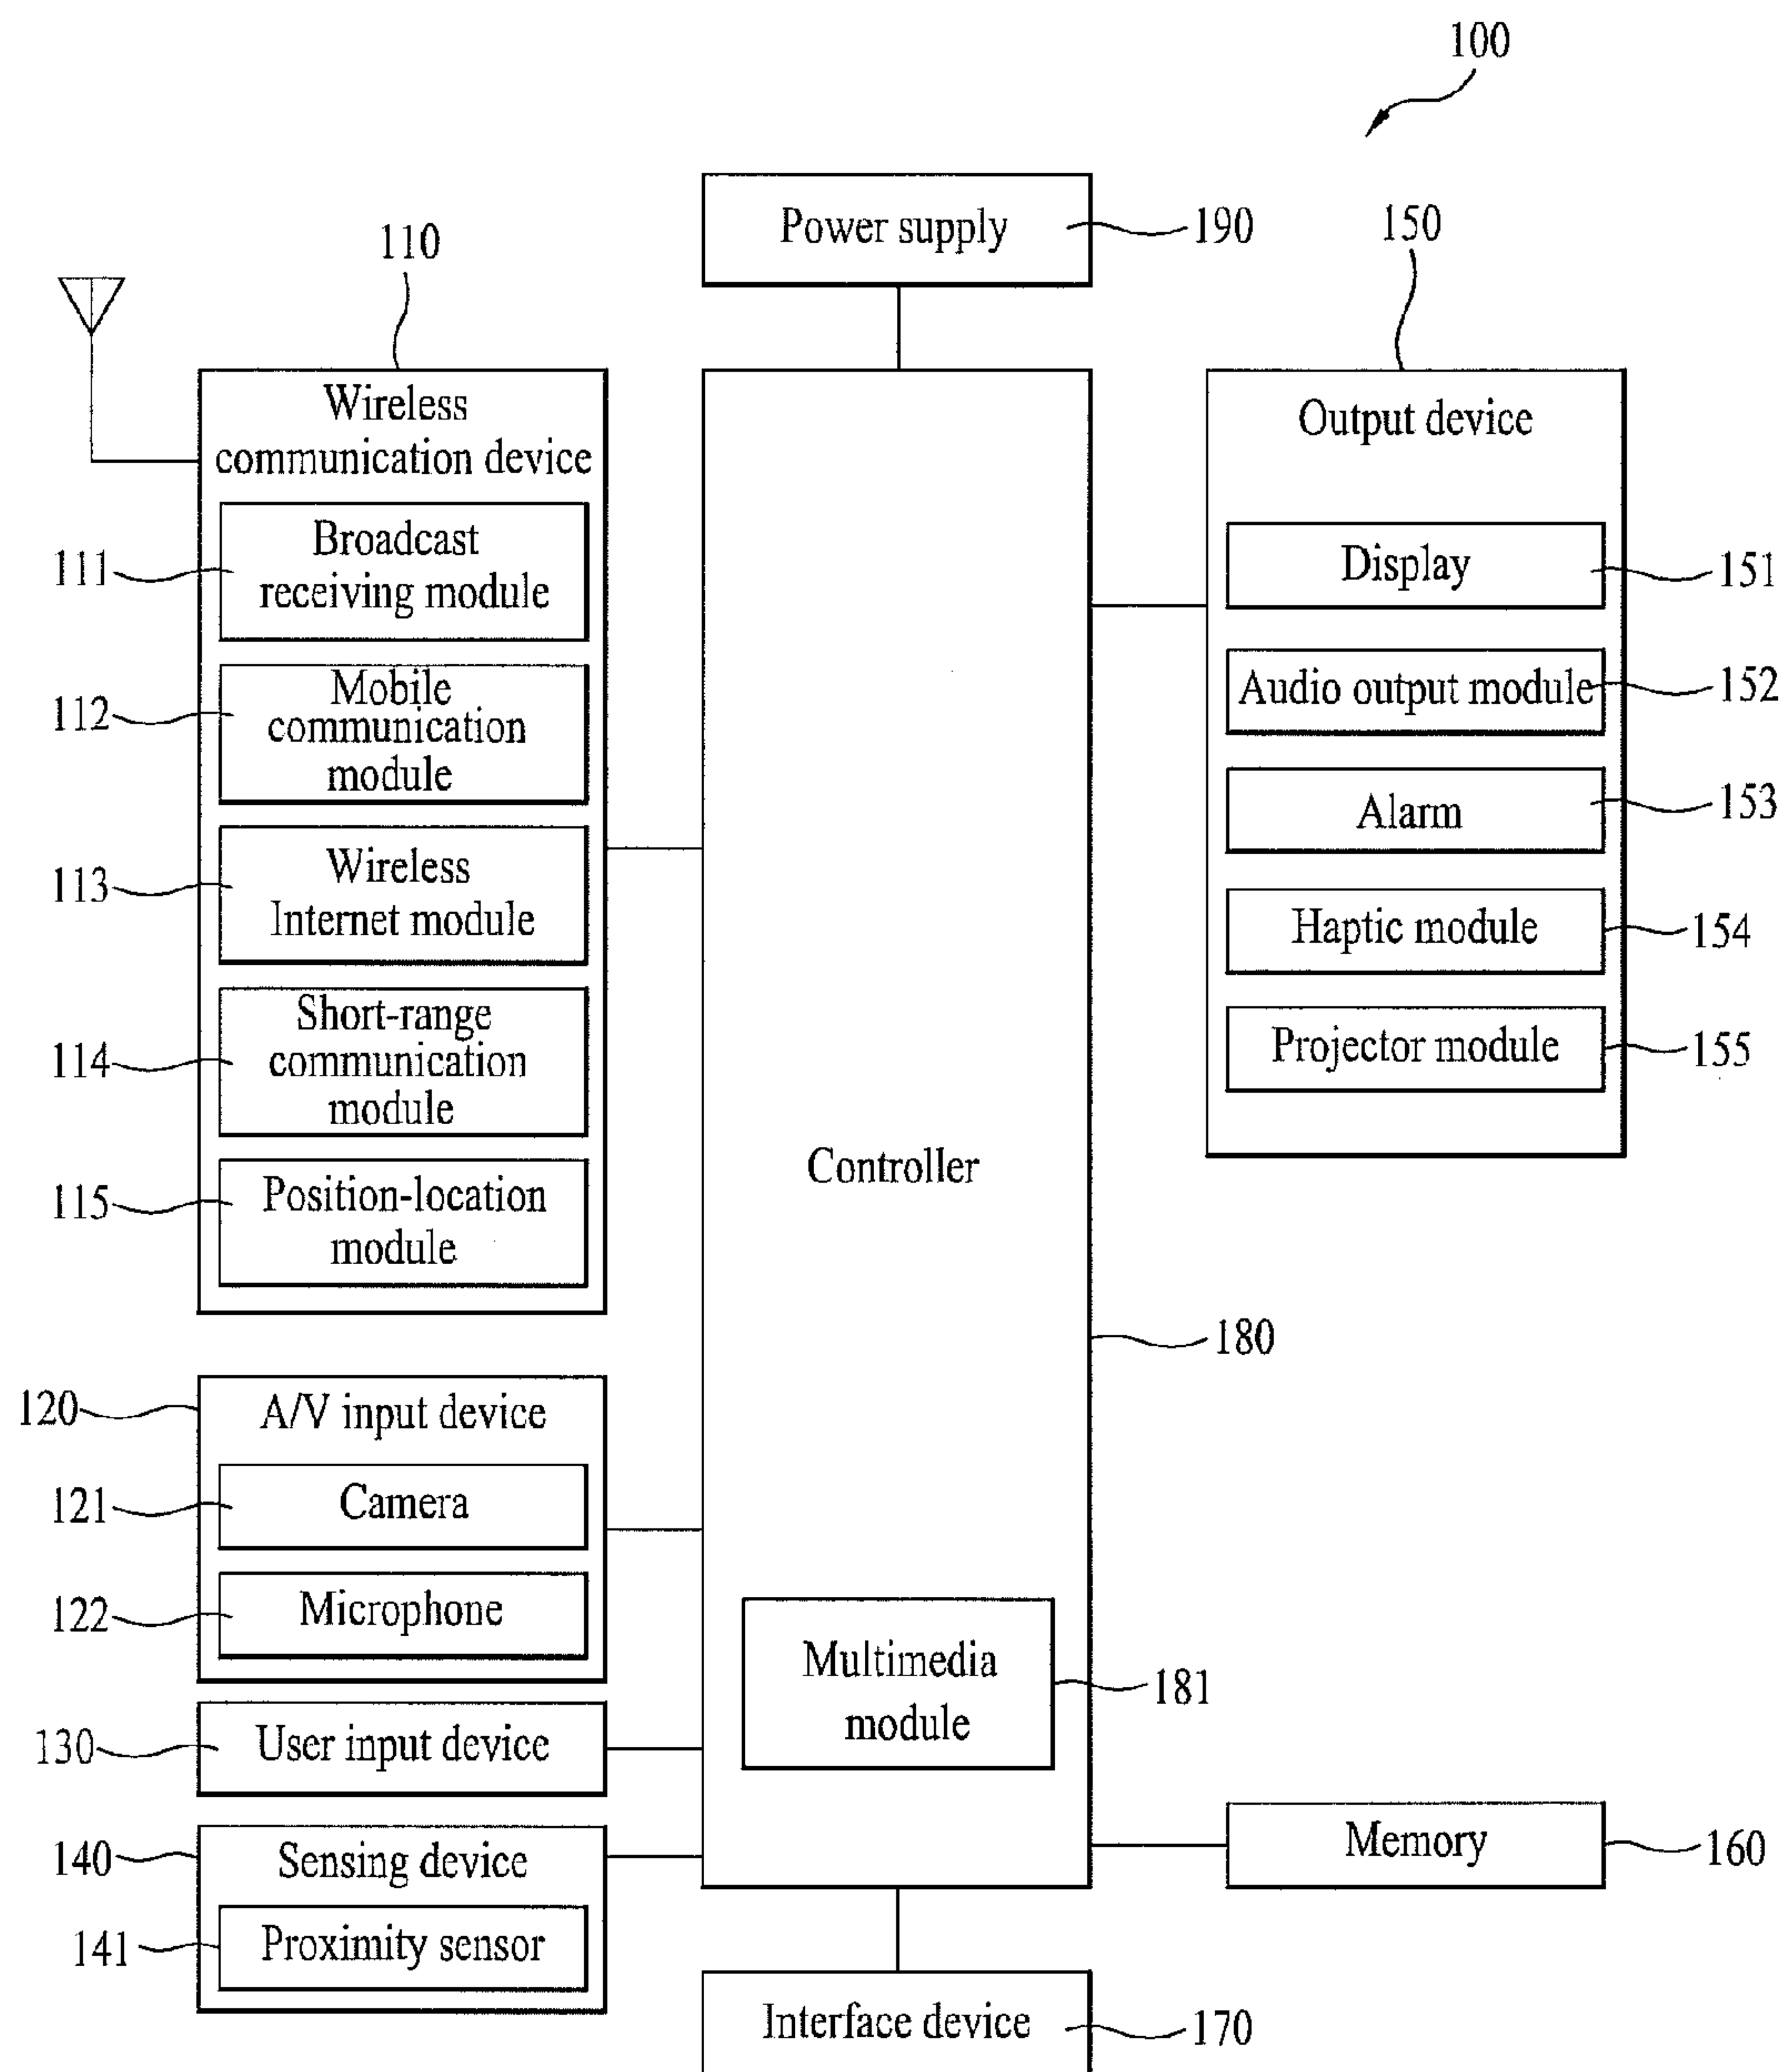 100
Power supply
190
110
Wireless
communication device
Broadcast
receiving module
111
Mobile
communication
module
112
Wireless
Internet module
113
Short-range
communication
module
114
Position-location
module
115
150
Output device
Display
151
Audio output module
152
Alarm
153
Haptic module
154
Projector module
155
Controller
180
120
A/V input device
121
Camera
122
Microphone
Multimedia
module
181
130
User input device
140
Sensing device
141
Proximity sensor
Memory
160
Interface device
170